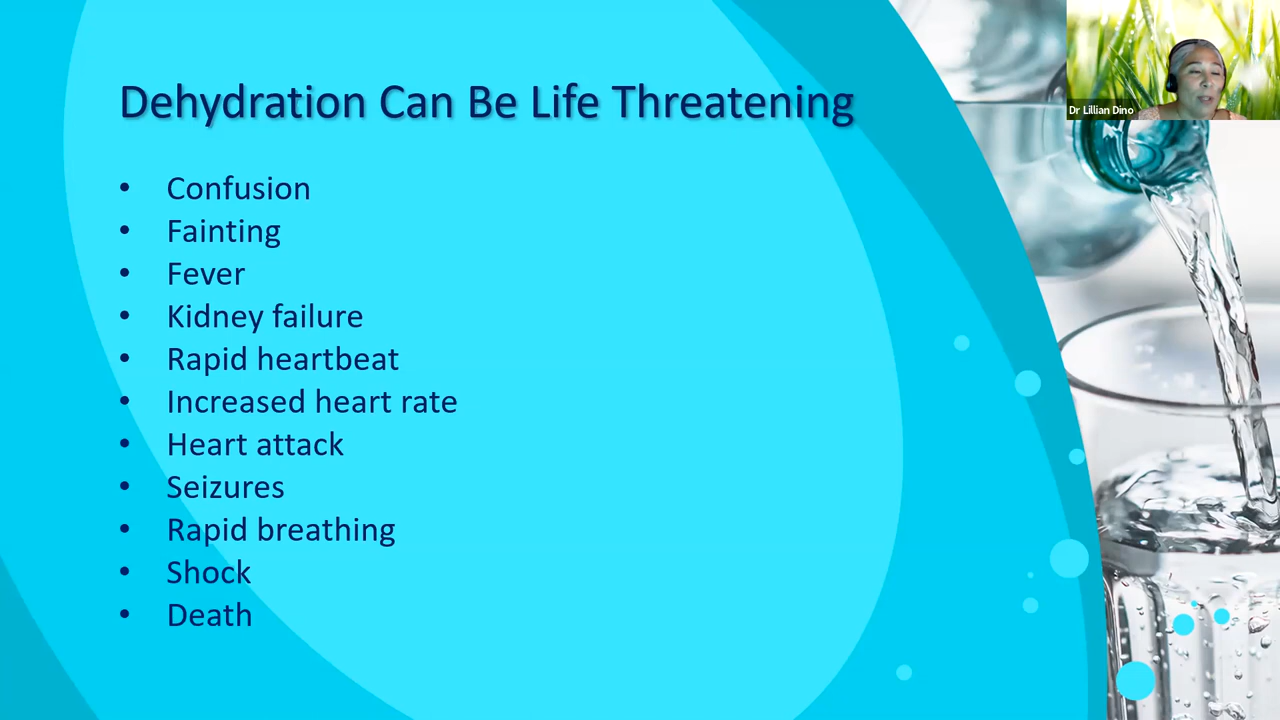 Dehydration Can Be Life Threatening
• Confusion
• Fainting
• Fever
• Kidney failure
• Rapid heartbeat
• Increased heart rate
• Heart attack
• Seizures
• Rapid breathing
• Shock
• Death
Dr Lillian Dino